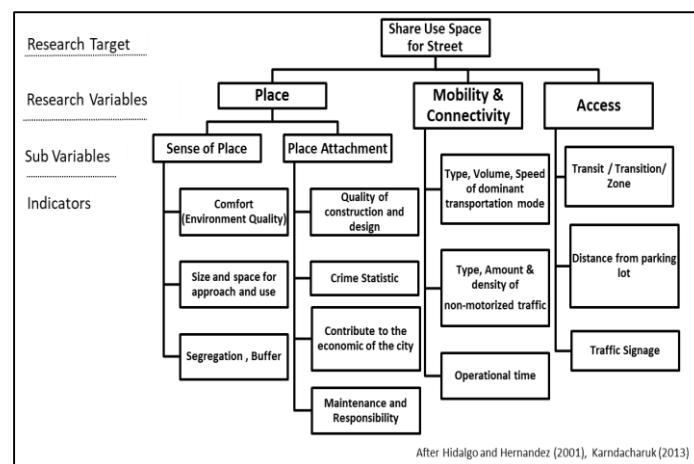 Share Use Space
for Street
Research Target
Research Variables
Place
Mobility &
Connectivity
Access
Sub Variables
Sense of Place
Place Attachment
Indicators
Comfort
(Environment Quality)
Size and space for
approach and use
Segregation , Buffer
Quality of
construction and
design
Crime Statistic
Contribute to the
economic of the city
Maintenance and
Responsibility
Type, Volume, Speed
of dominant
transportation mode
Type, Amount &
density of
non-motorized traffic
Operational time
Transit / Transition/
Zone
Distance from parking
lot
Traffic Signage
After Hidalgo and Hernandez (2001), Karndacharuk (2013)